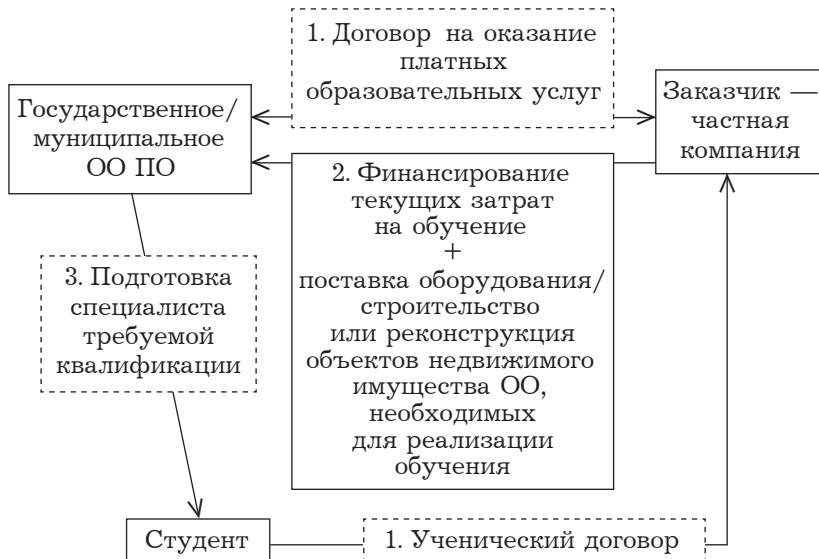 1. Договор на оказание
платных
образовательных услуг
Государственное/
муниципальное
ОО ПО
Заказчик —
частная
компания
2. Финансирование
текущих затрат
на обучение
+
поставка оборудования/
строительство
или реконструкция
объектов недвижимого
имущества ОО,
необходимых
для реализации
обучения
3. Подготовка
специалиста
требуемой
квалификации
Студент
1. Ученический договор